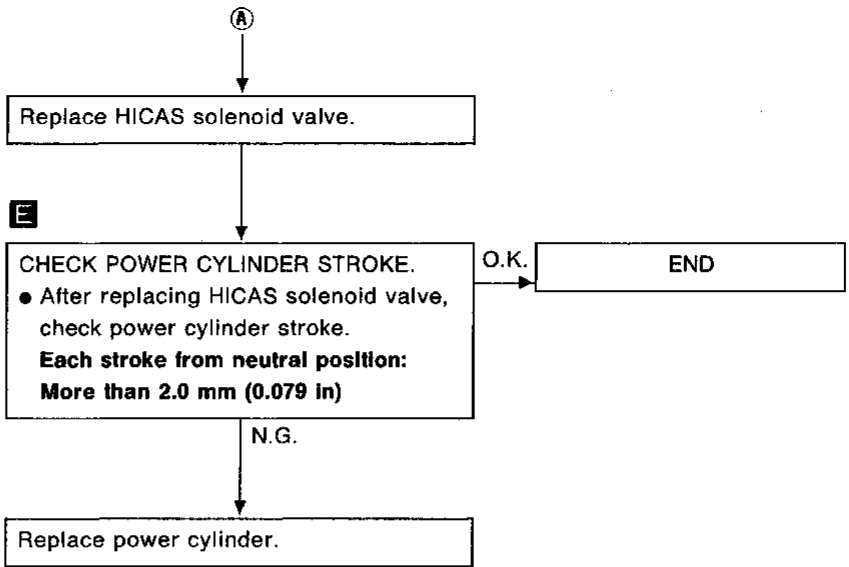 A
Replace HICAS solenoid valve.
E
CHECK POWER CYLINDER STROKE.
● After replacing HICAS solenoid valve,
check power cylinder stroke.
Each stroke from neutral position:
More than 2.0 mm (0.079 in)
O.K.
END
N.G.
Replace power cylinder.